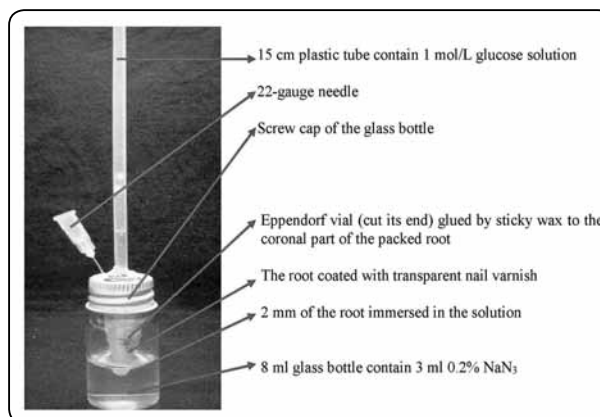 15 cm plastic tube contain 1 mol/L glucose solution
22-gauge needle
Screw cap of the glass bottle
Eppendorf vial (cut its end) glued by sticky wax to the
coronal part of the packed root
The root coated with transparent nail varnish
2 mm of the root immersed in the solution
8 ml glass bottle contain 3 ml 0.2% NaN₃